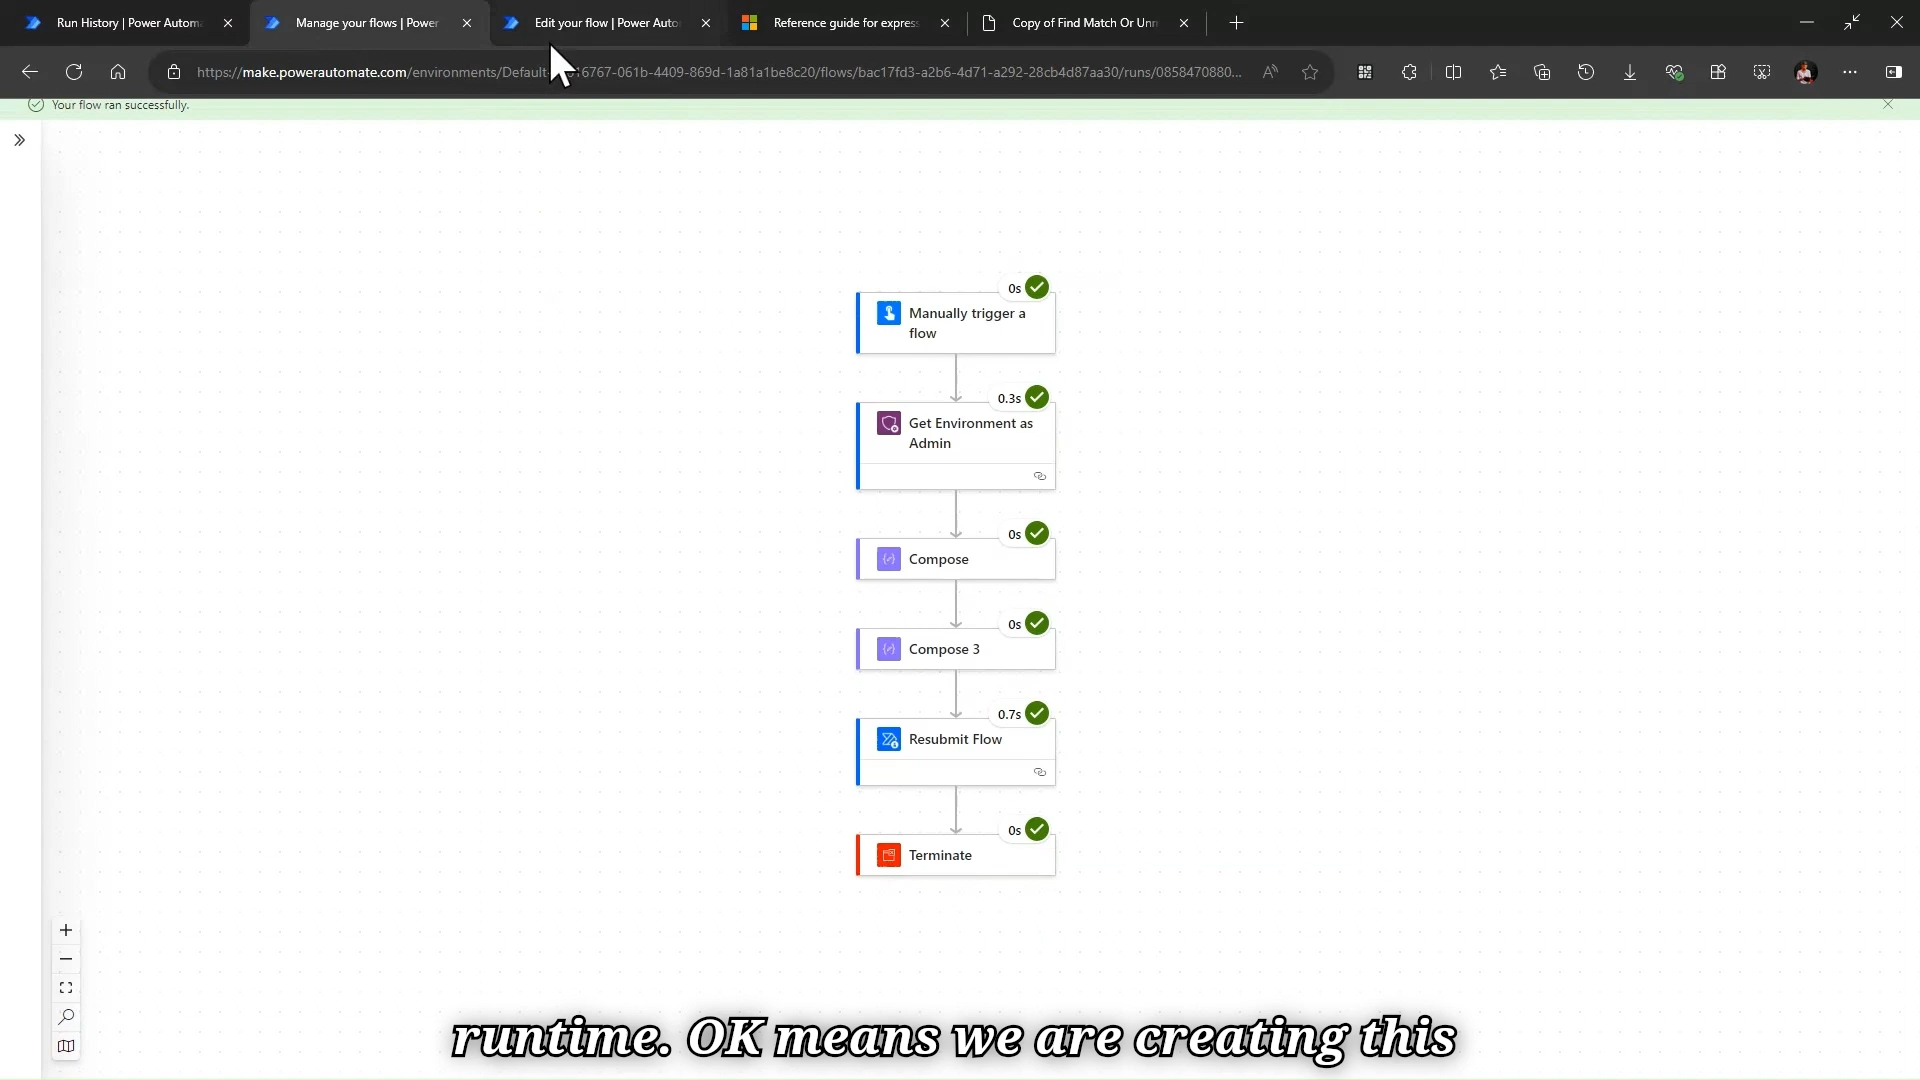 Run History | Power Autom
Manage your flows | Power
Edit your flow | Power Auto
Reference guide for express
Copy of Find Match Or Unm
https://make.powerautomate.com/environments/Default-
16767-061b-4409-869d-1a81a1be8c20/flows/bac17fd3-a2b6-4d71-a292-28cb4d87aa30/runs/0858470880...
Your flow ran successfully.
0s
Manually trigger a
flow
0.3s
Get Environment as
Admin
0s
Compose
0s
Compose 3
0.7s
Resubmit Flow
0s
Terminate
runtime. OK means we are creating this